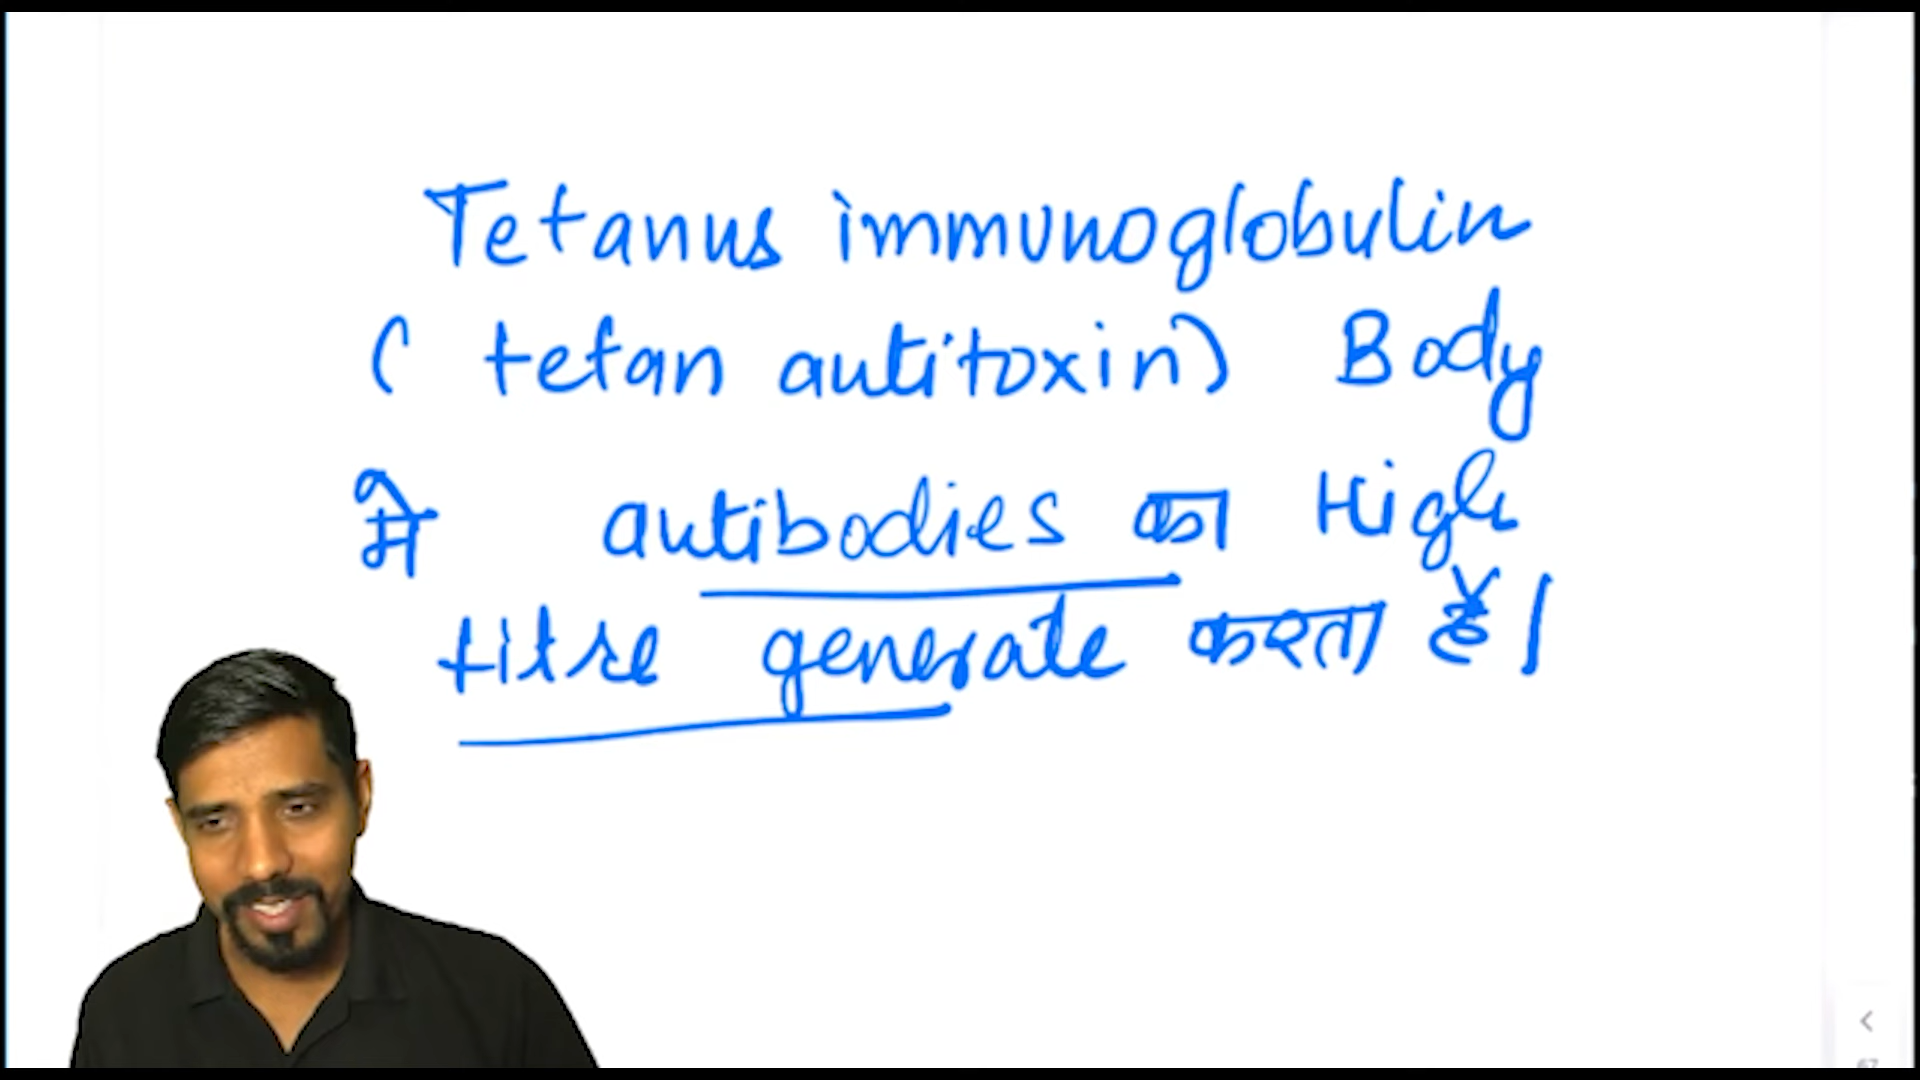 Tetanus immunoglobulin
( tetan antitoxin) Body
मे antibodies का High
titre generate करता है।